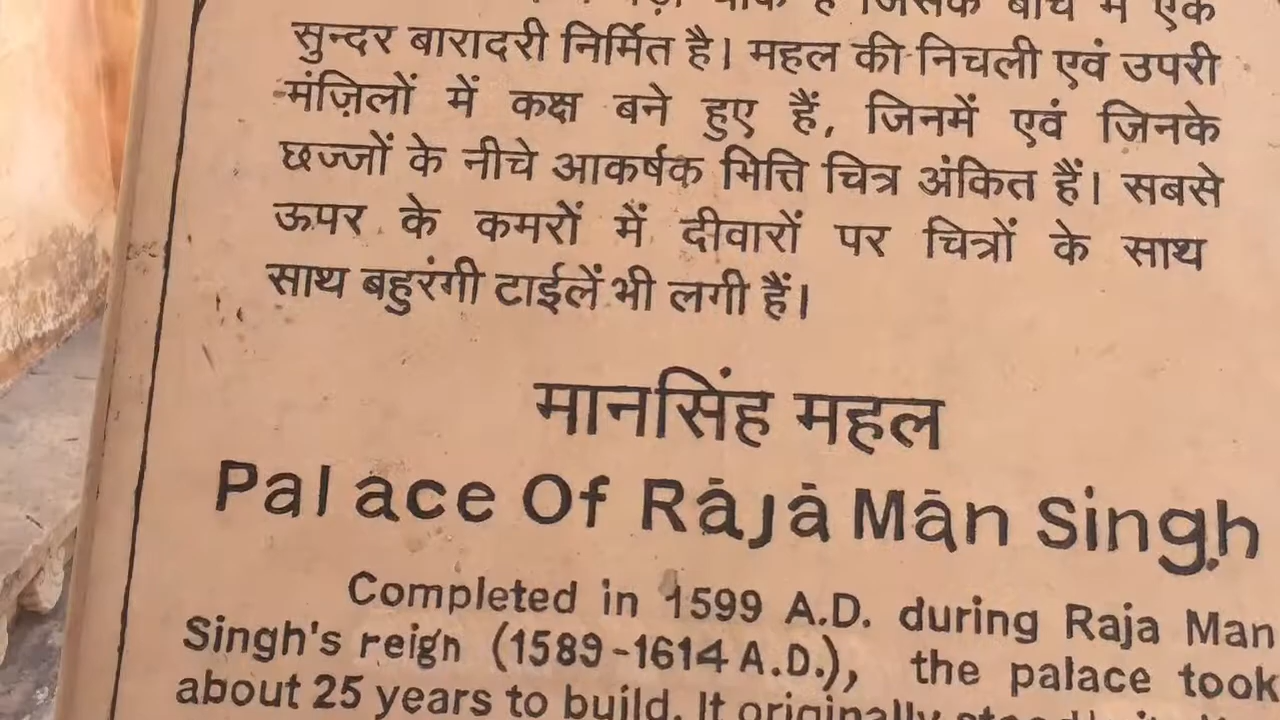 चौक है जिसके बीच में एक
सुन्दर बारादरी निर्मित है। महल की निचली एवं उपरी
मंज़िलों में कक्ष बने हुए हैं, जिनमें एवं जिनके
छज्जों के नीचे आकर्षक भित्ति चित्र अंकित हैं। सबसे
ऊपर के कमरों में दीवारों पर चित्रों के साथ
साथ बहुरंगी टाईलें भी लगी हैं।
मानसिंह महल
Palace Of Rājā Mān Singh
Completed in 1599 A.D. during Raja Man
Singh's reign (1589-1614 A.D.), the palace took
about 25 years to build. It originally